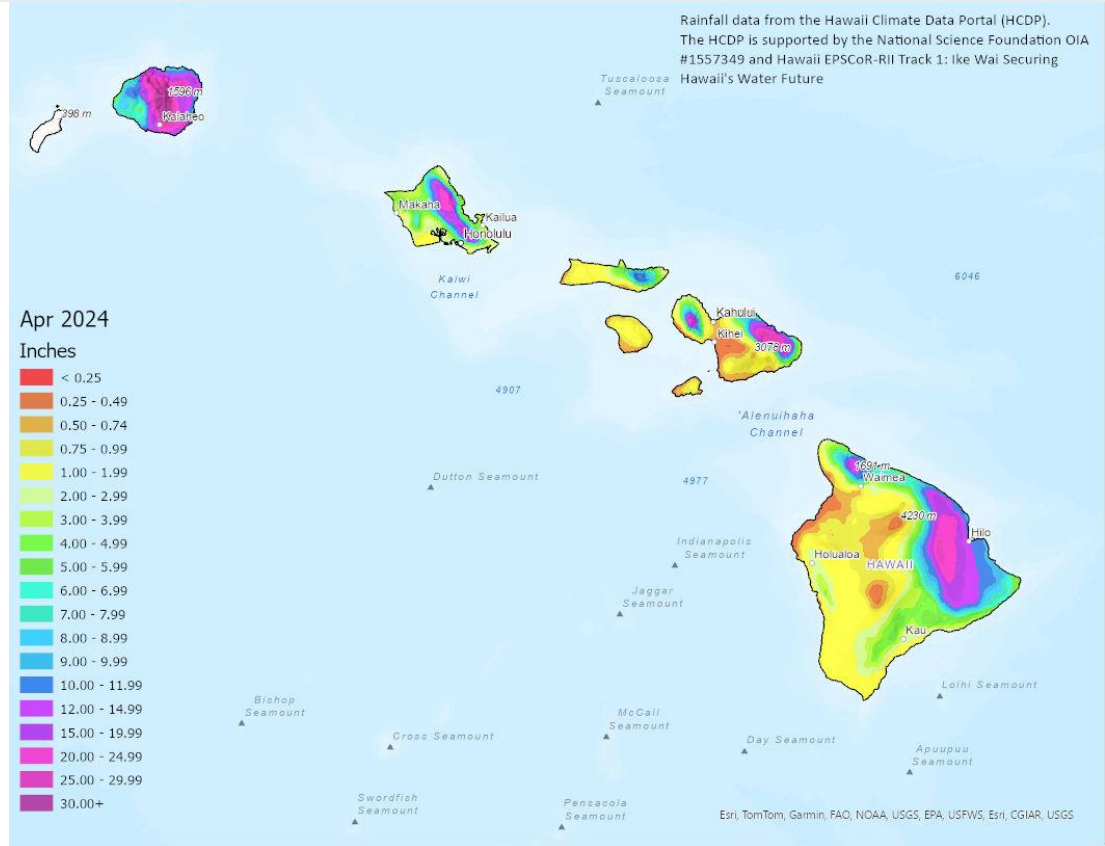 Rainfall data from the Hawaii Climate Data Portal (HCDP).
The HCDP is supported by the National Science Foundation OIA
#1557349 and Hawaii EPSCoR-RII Track 1: Ike Wai Securing
Hawaii's Water Future
Tuscaloosa
Seamount
1596 m
398 m
Kalaheo
Makaha
Kailua
Honolulu
Kaiwi
Channel
6046
Kahului
Kihei
3078 m
4907
'Alenuihaha
Channel
Apr 2024
Inches
< 0.25
0.25 - 0.49
0.50 - 0.74
0.75 - 0.99
1.00 - 1.99
2.00 - 2.99
3.00 - 3.99
4.00 - 4.99
5.00 - 5.99
6.00 - 6.99
7.00 - 7.99
8.00 - 8.99
9.00 - 9.99
10.00 - 11.99
12.00 - 14.99
15.00 - 19.99
20.00 - 24.99
25.00 - 29.99
30.00+
Dutton Seamount
4977
1691 m
Waimea
4230 m
Hilo
Indianapolis
Seamount
Holualoa
HAWAII
Jaggar
Seamount
Kau
Loihi Seamount
Bishop
Seamount
McCall
Seamount
Cross Seamount
Day Seamount
Apuupuu
Seamount
Swordfish
Seamount
Pensacola
Seamount
Esri, TomTom, Garmin, FAO, NOAA, USGS, EPA, USFWS, Esri, CGIAR, USGS